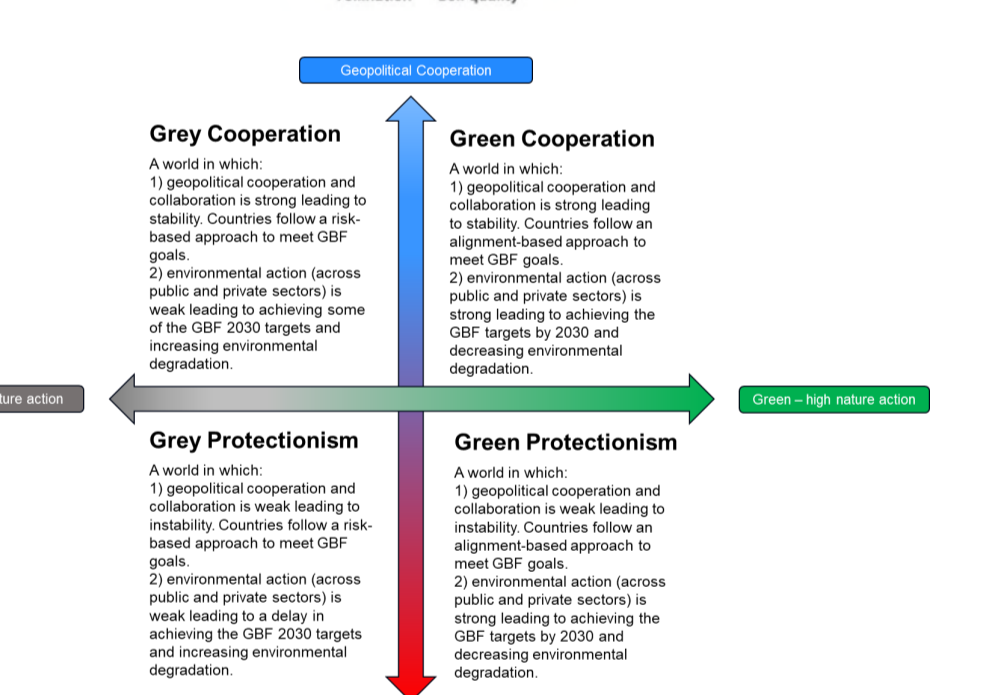 Geopolitical Cooperation
Grey Cooperation
A world in which:
1) geopolitical cooperation and
collaboration is strong leading to
stability. Countries follow a risk-
based approach to meet GBF
goals.
2) environmental action (across
public and private sectors) is
weak leading to achieving some
of the GBF 2030 targets and
increasing environmental
degradation.
Green Cooperation
A world in which:
1) geopolitical cooperation and
collaboration is strong leading
to stability. Countries follow an
alignment-based approach to
meet GBF goals.
2) environmental action (across
public and private sectors) is
strong leading to achieving the
GBF targets by 2030 and
decreasing environmental
degradation.
action
Green – high nature action
Grey Protectionism
A world in which:
1) geopolitical cooperation and
collaboration is weak leading to
instability. Countries follow a risk-
based approach to meet GBF
goals.
2) environmental action (across
public and private sectors) is
weak leading to a delay in
achieving the GBF 2030 targets
and increasing environmental
degradation.
Green Protectionism
A world in which:
1) geopolitical cooperation and
collaboration is weak leading to
instability. Countries follow an
alignment-based approach to
meet GBF goals.
2) environmental action (across
public and private sectors) is
strong leading to achieving the
GBF targets by 2030 and
decreasing environmental
degradation.